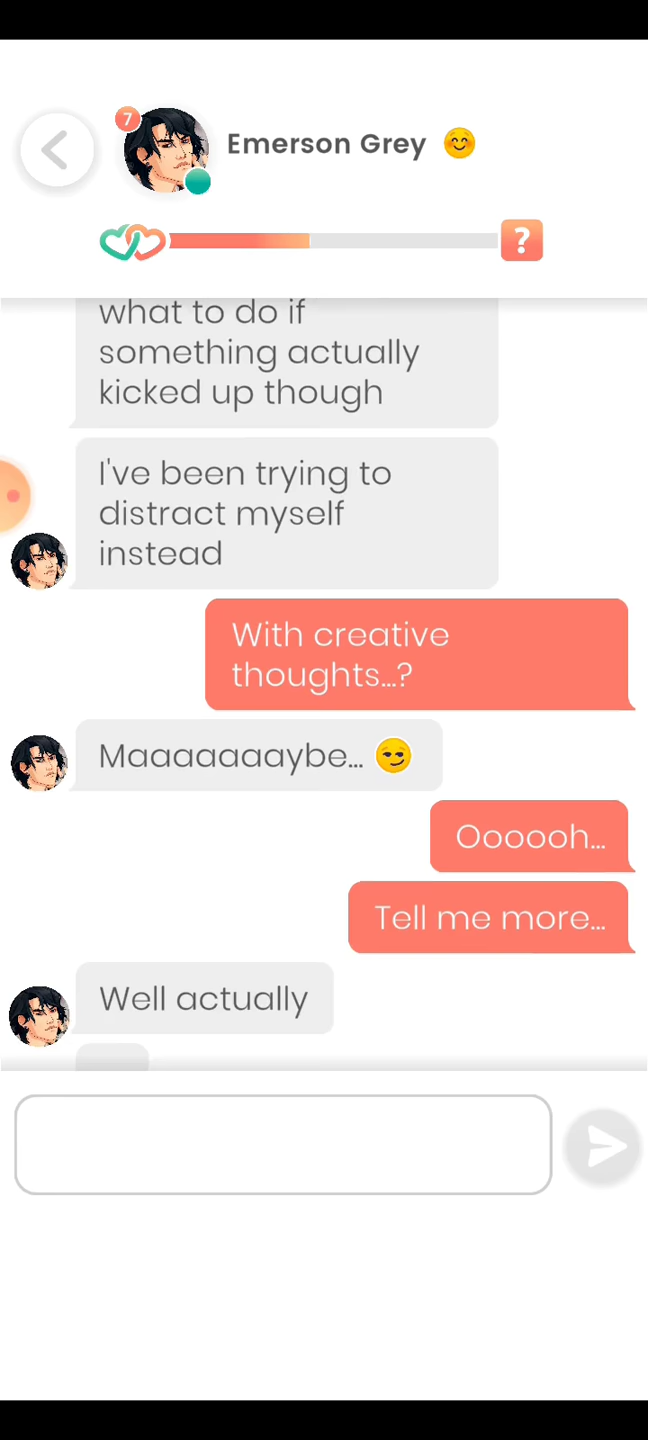 7
Emerson Grey
?
what to do if
something actually
kicked up though
I've been trying to
distract myself
instead
With creative
thoughts...?
Maaaaaaaybe...
Oooooh...
Tell me more...
Well actually